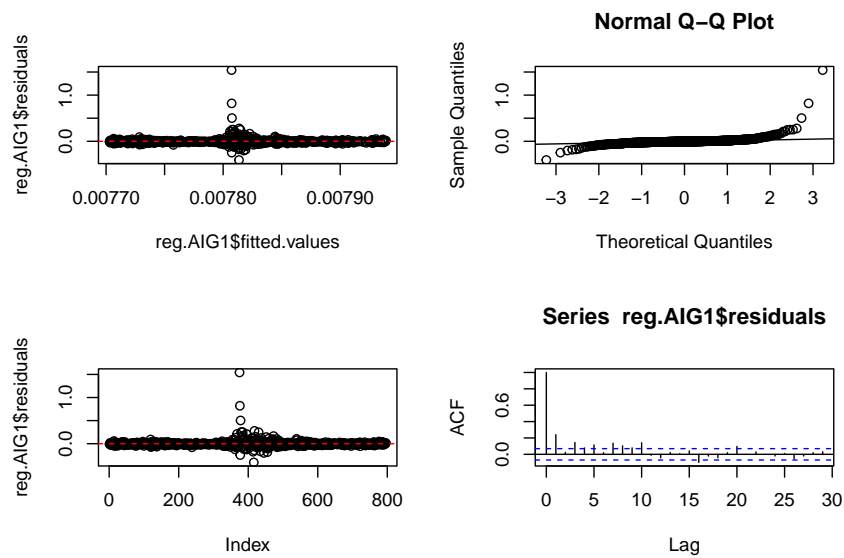 Normal Q−Q Plot
reg.AIG1$residuals
0.0 1.0
0.00770 0.00780 0.00790
reg.AIG1$fitted.values
Sample Quantiles
0.0 1.0
−3 −2 −1 0 1 2 3
Theoretical Quantiles
Series reg.AIG1$residuals
reg.AIG1$residuals
0.0 1.0
0 200 400 600 800
Index
ACF
0.0 0.6
0 5 10 15 20 25 30
Lag